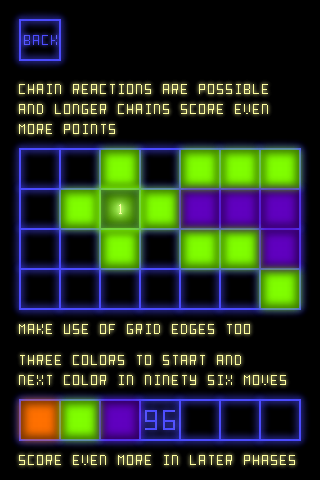 BACK
CHAIN REACTIONS ARE POSSIBLE
AND LONGER CHAINS SCORE EVEN
MORE POINTS
1
MAKE USE OF GRID EDGES TOO
THREE COLORS TO START AND
NEXT COLOR IN NINETY SIX MOVES
96
SCORE EVEN MORE IN LATER PHASES